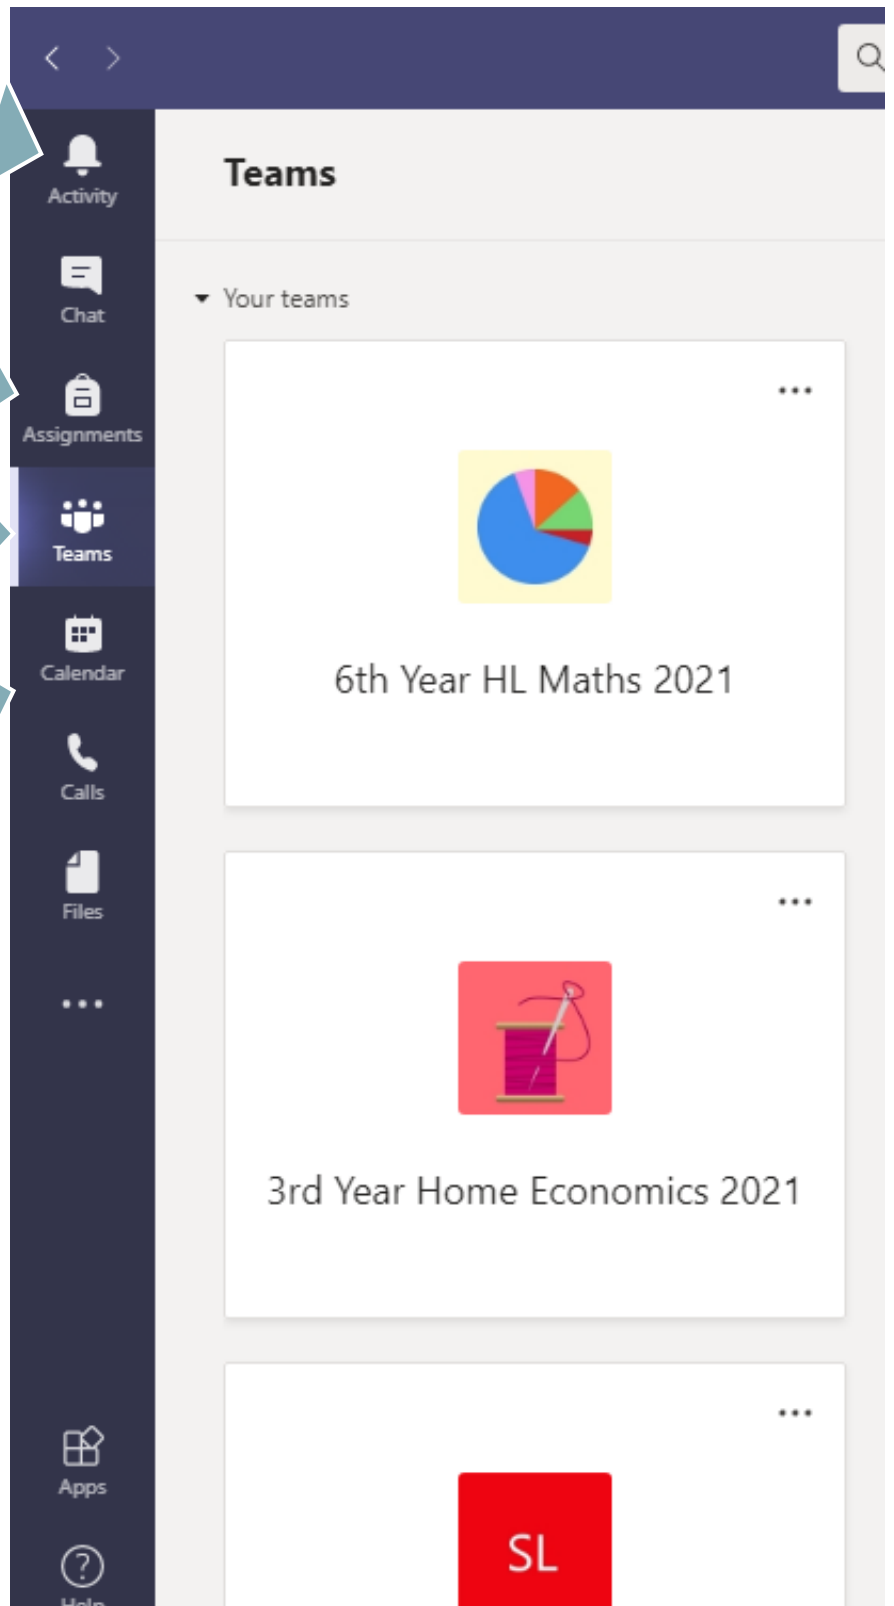 Activity
Chat
Assignments
Teams
Calendar
Calls
Files
Apps
Help
Teams
Your teams
6th Year HL Maths 2021
3rd Year Home Economics 2021
SL